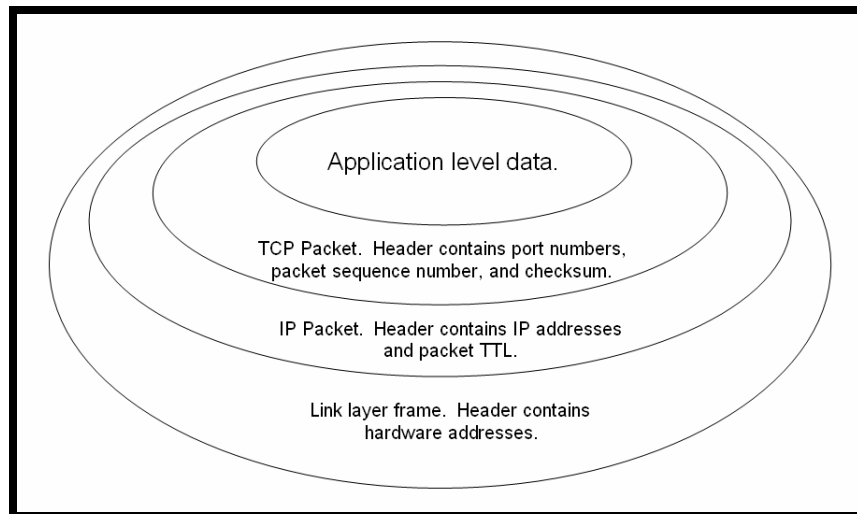 Application level data.
TCP Packet.  Header contains port numbers,
packet sequence number, and checksum.
IP Packet.  Header contains IP addresses
and packet TTL.
Link layer frame.  Header contains
hardware addresses.